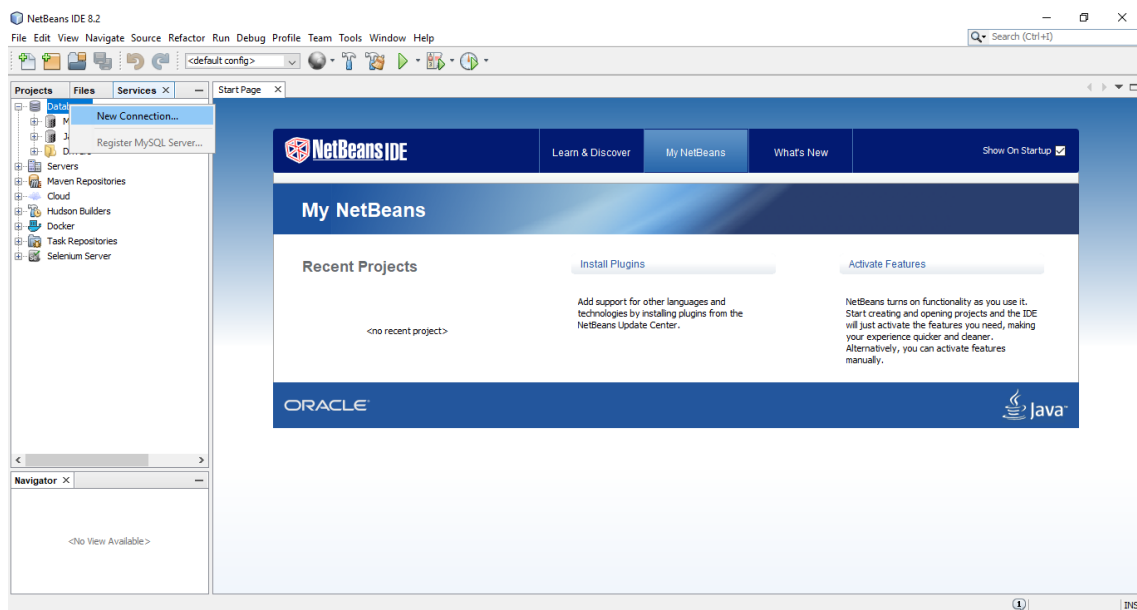 NetBeans IDE 8.2
File Edit View Navigate Source Refactor Run Debug Profile Team Tools Window Help
Search (Ctrl+I)
<default config>
Projects Files Services
Start Page
New Connection...
Register MySQL Server...
Servers
Maven Repositories
Cloud
Hudson Builders
Docker
Task Repositories
Selenium Server
NetBeans IDE
Learn & Discover
My NetBeans
What's New
Show On Startup
My NetBeans
Recent Projects
<no recent project>
Install Plugins
Add support for other languages and
technologies by installing plugins from the
NetBeans Update Center.
Activate Features
NetBeans turns on functionality as you use it.
Start creating and opening projects and the IDE
will just activate the features you need, making
your experience quicker and cleaner.
Alternatively, you can activate features
manually.
ORACLE
Java
Navigator
<No View Available>
1
INS